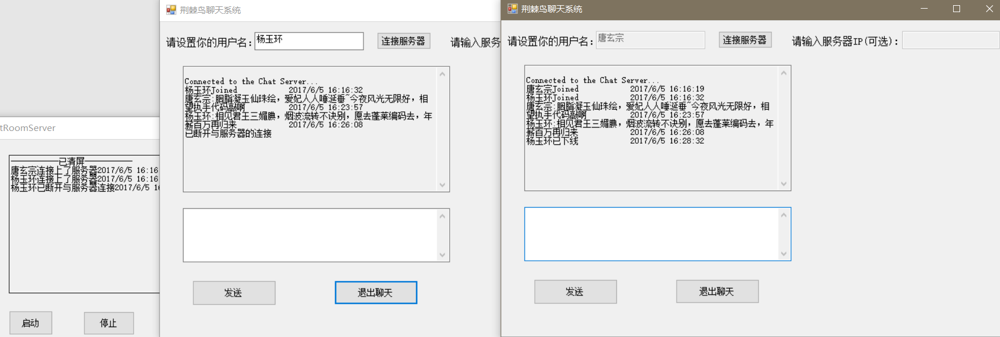 tRoomServer
——————已清屏——————
唐玄宗连接上了服务器2017/6/5 16:16
杨玉环连接上了服务器2017/6/5 16:16
杨玉环已断开与服务器连接2017/6/5 16
启动
停止
荆棘鸟聊天系统
请设置你的用户名：
杨玉环
连接服务器
请输入服务
Connected to the Chat Server...
杨玉环Joined 2017/6/5 16:16:32
唐玄宗:胭脂凝玉仙珠绘，爱妃人人唾涎垂~今夜风光无限好，相
望执手代码敲啊 2017/6/5 16:23:57
杨玉环:相见君王三媚腆，烟波流转不诀别，愿去蓬莱编码去，年
薪百万再归来 2017/6/5 16:26:08
已断开与服务器的连接
发送
退出聊天
荆棘鸟聊天系统
请设置你的用户名：
唐玄宗
连接服务器
请输入服务器IP(可选)：
Connected to the Chat Server...
唐玄宗Joined 2017/6/5 16:16:19
杨玉环Joined 2017/6/5 16:16:32
唐玄宗:胭脂凝玉仙珠绘，爱妃人人唾涎垂~今夜风光无限好，相
望执手代码敲啊 2017/6/5 16:23:57
杨玉环:相见君王三媚腆，烟波流转不诀别，愿去蓬莱编码去，年
薪百万再归来 2017/6/5 16:26:08
杨玉环已下线 2017/6/5 16:28:32
发送
退出聊天